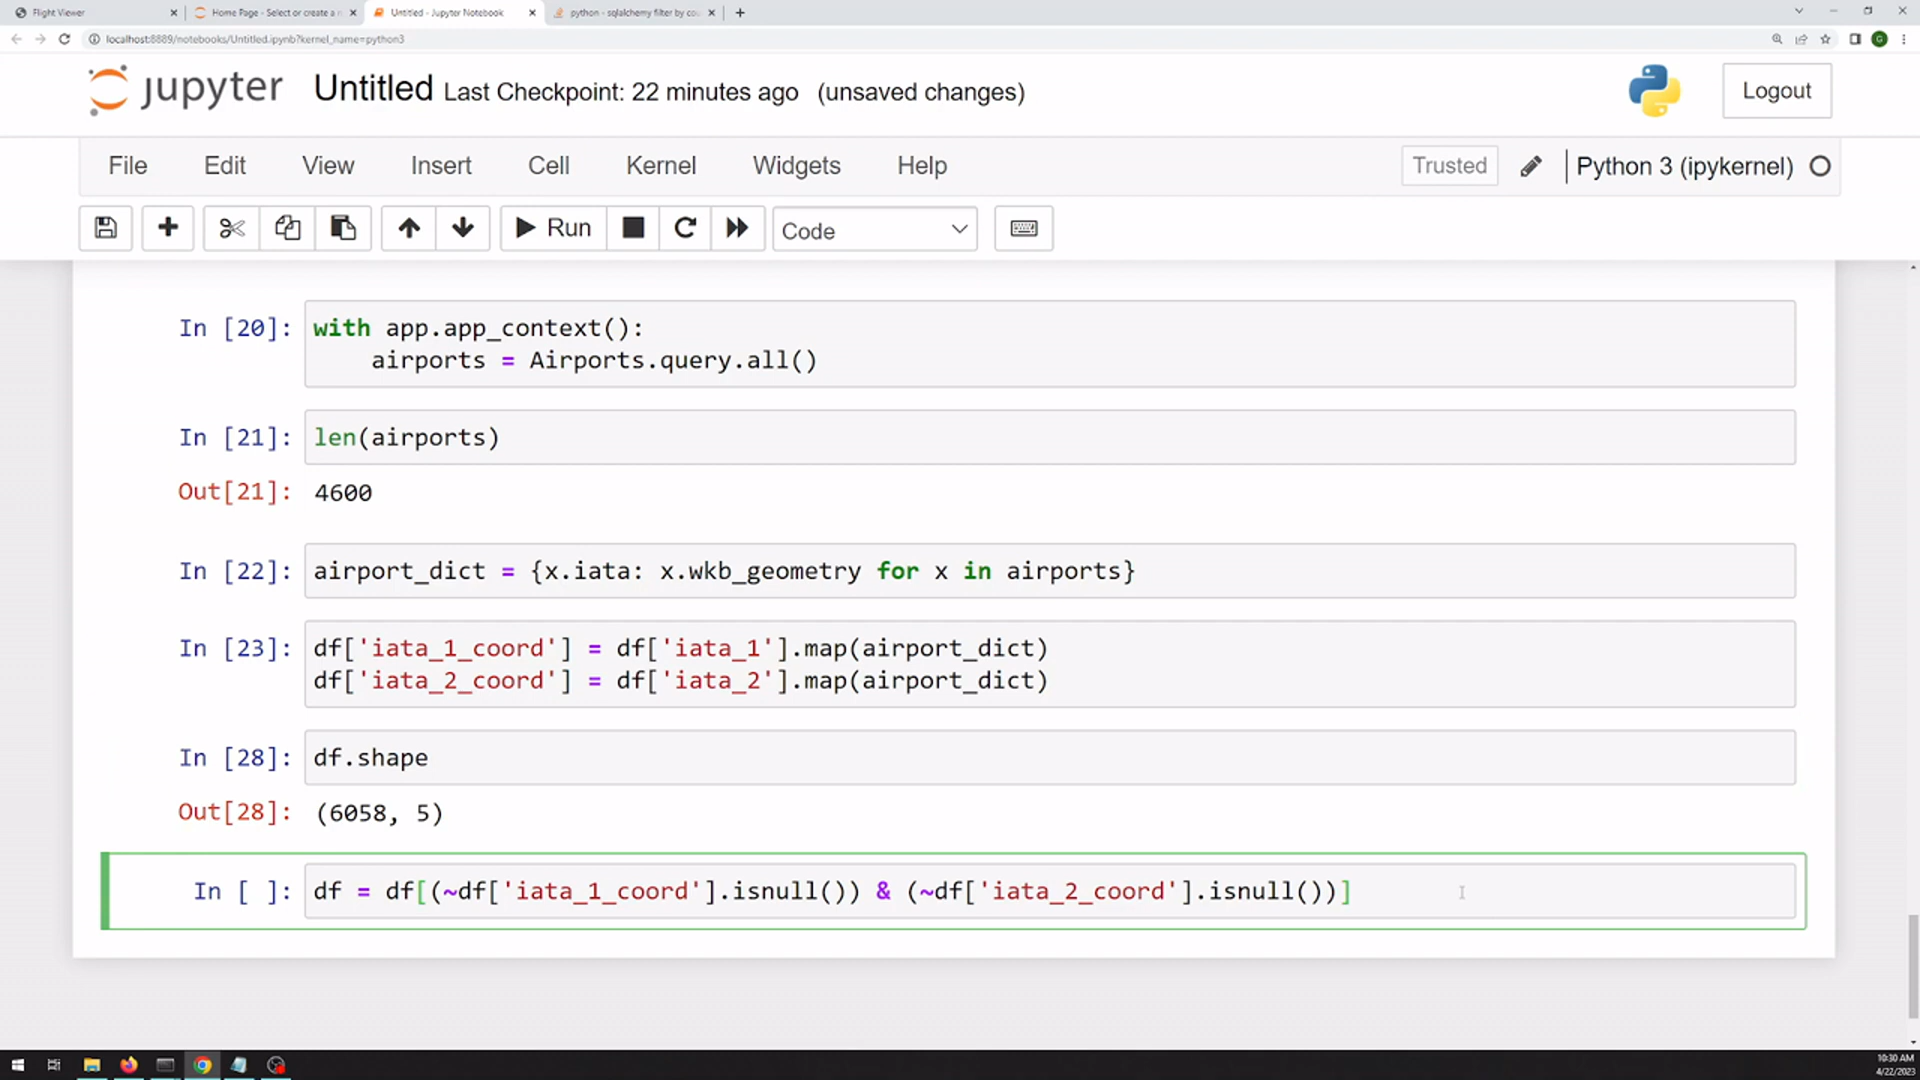 Flight Viewer
Home Page - Select or create a n
Untitled - Jupyter Notebook
python - sqlalchemy filter by cou
localhost:8889/notebooks/Untitled.ipynb?kernel_name=python3
G
jupyter
Untitled
Last Checkpoint: 22 minutes ago
(unsaved changes)
Logout
File
Edit
View
Insert
Cell
Kernel
Widgets
Help
Trusted
Python 3 (ipykernel)
Run
Code
In [20]:
with app.app_context():
airports = Airports.query.all()
In [21]:
len(airports)
Out[21]:
4600
In [22]:
airport_dict = {x.iata: x.wkb_geometry for x in airports}
In [23]:
df['iata_1_coord'] = df['iata_1'].map(airport_dict)
df['iata_2_coord'] = df['iata_2'].map(airport_dict)
In [28]:
df.shape
Out[28]:
(6058, 5)
In [ ]:
df = df[(~df['iata_1_coord'].isnull()) & (~df['iata_2_coord'].isnull())]
10:30 AM
4/22/2023